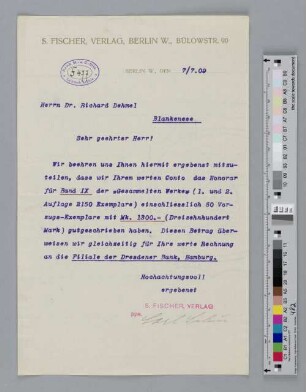 S. FISCHER, VERLAG, BERLIN W., BÜLOWSTR. 90
BERLIN W., DEN 7/7.09
Herrn Dr. Richard Dehmel
Blankenese
Sehr geehrter Herr!
Wir beehren uns Ihnen hiermit ergebenst mitzu-
teilen, dass wir Ihrem werten Conto das Honorar
für Band IX der "Gesammelten Werke" (1. und 2.
Auflage 2150 Exemplare) einschließlich 50 Vor-
zugs-Exemplare mit Mk. 1300.- (Dreizehnhundert
Mark) gutgeschrieben haben. Diesen Betrag über-
weisen wir gleichzeitig für Ihre werte Rechnung
an die Filiale der Dresdener Bank, Hamburg.
Hochachtungsvoll
ergebenst
S. FISCHER, VERLAG
ppa.